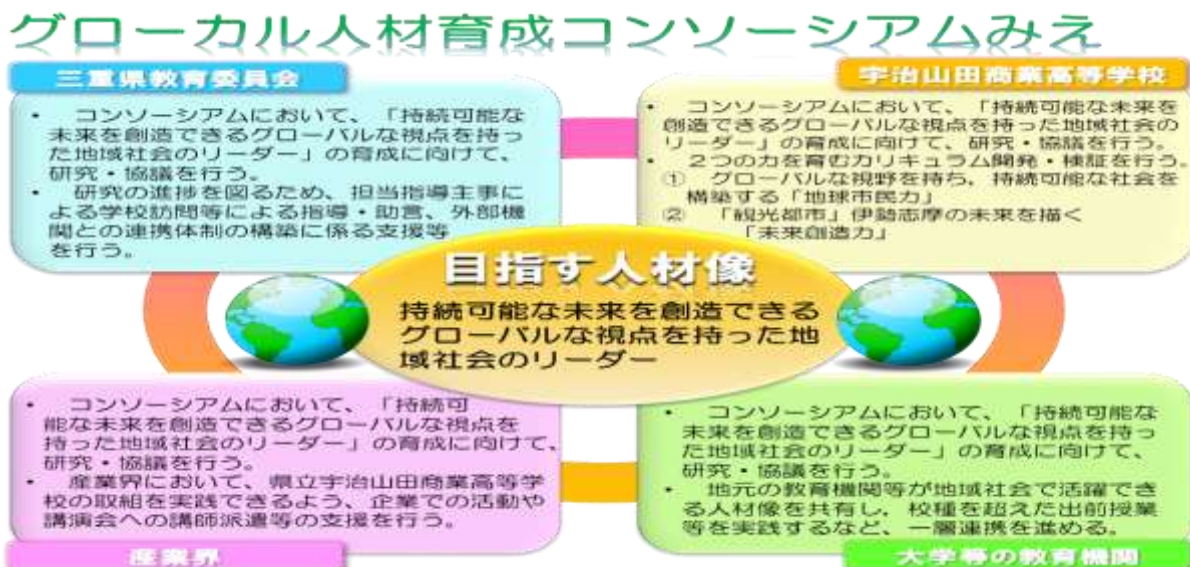 グローカル人材育成コンソーシアムみえ
三重県教育委員会
・ コンソーシアムにおいて、「持続可能な
未来を創造できるグローバルな視点を持っ
た地域社会のリーダー」の育成に向けて、
研究・協議を行う。
・ 研究の進捗を図るため、担当指導主事に
よる学校訪問等による指導・助言、外部機
関との連携体制の構築に係る支援等
を行う。
宇治山田商業高等学校
・ コンソーシアムにおいて、「持続可能な未来を
創造できるグローバルな視点を持った地域社会の
リーダー」の育成に向けて、研究・協議を行う。
・ ２つの力を育むカリキュラム開発・検証を行う。
① グローバルな視野を持ち、持続可能な社会を
構築する「地球市民力」
② 「観光都市」伊勢志摩の未来を描く
「未来創造力」
目指す人材像
持続可能な未来を創造できる
グローバルな視点を持った地
域社会のリーダー
・ コンソーシアムにおいて、「持続可
能な未来を創造できるグローバルな視点を
持った地域社会のリーダー」の育成に向けて、
研究・協議を行う。
・ 産業界において、県立宇治山田商業高等学
校の取組を実践できるよう、企業での活動や
講演会への講師派遣等の支援を行う。
産業界
・ コンソーシアムにおいて、「持続可能な
未来を創造できるグローバルな視点を持っ
た地域社会のリーダー」の育成に向けて、
研究・協議を行う。
・ 地元の教育機関等が地域社会で活躍でき
る人材像を共有し、校種を超えた出前授業
等を実践するなど、一層連携を進める。
大学等の教育機関